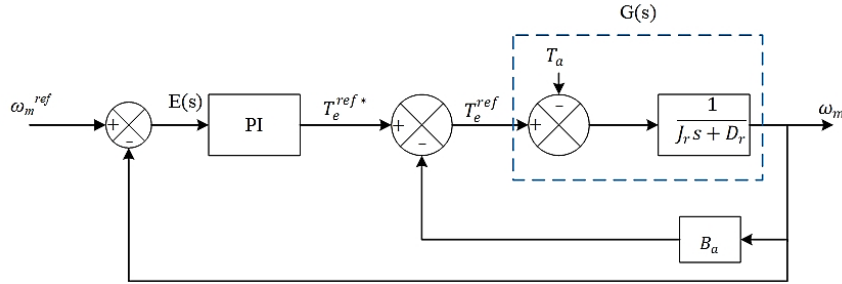 G(s)
T_a
ω_m^ref
E(s)
PI
T_e^{ref *}
T_e^{ref}
1
J_r s + D_r
ω_m
+
-
+
-
+
-
B_a